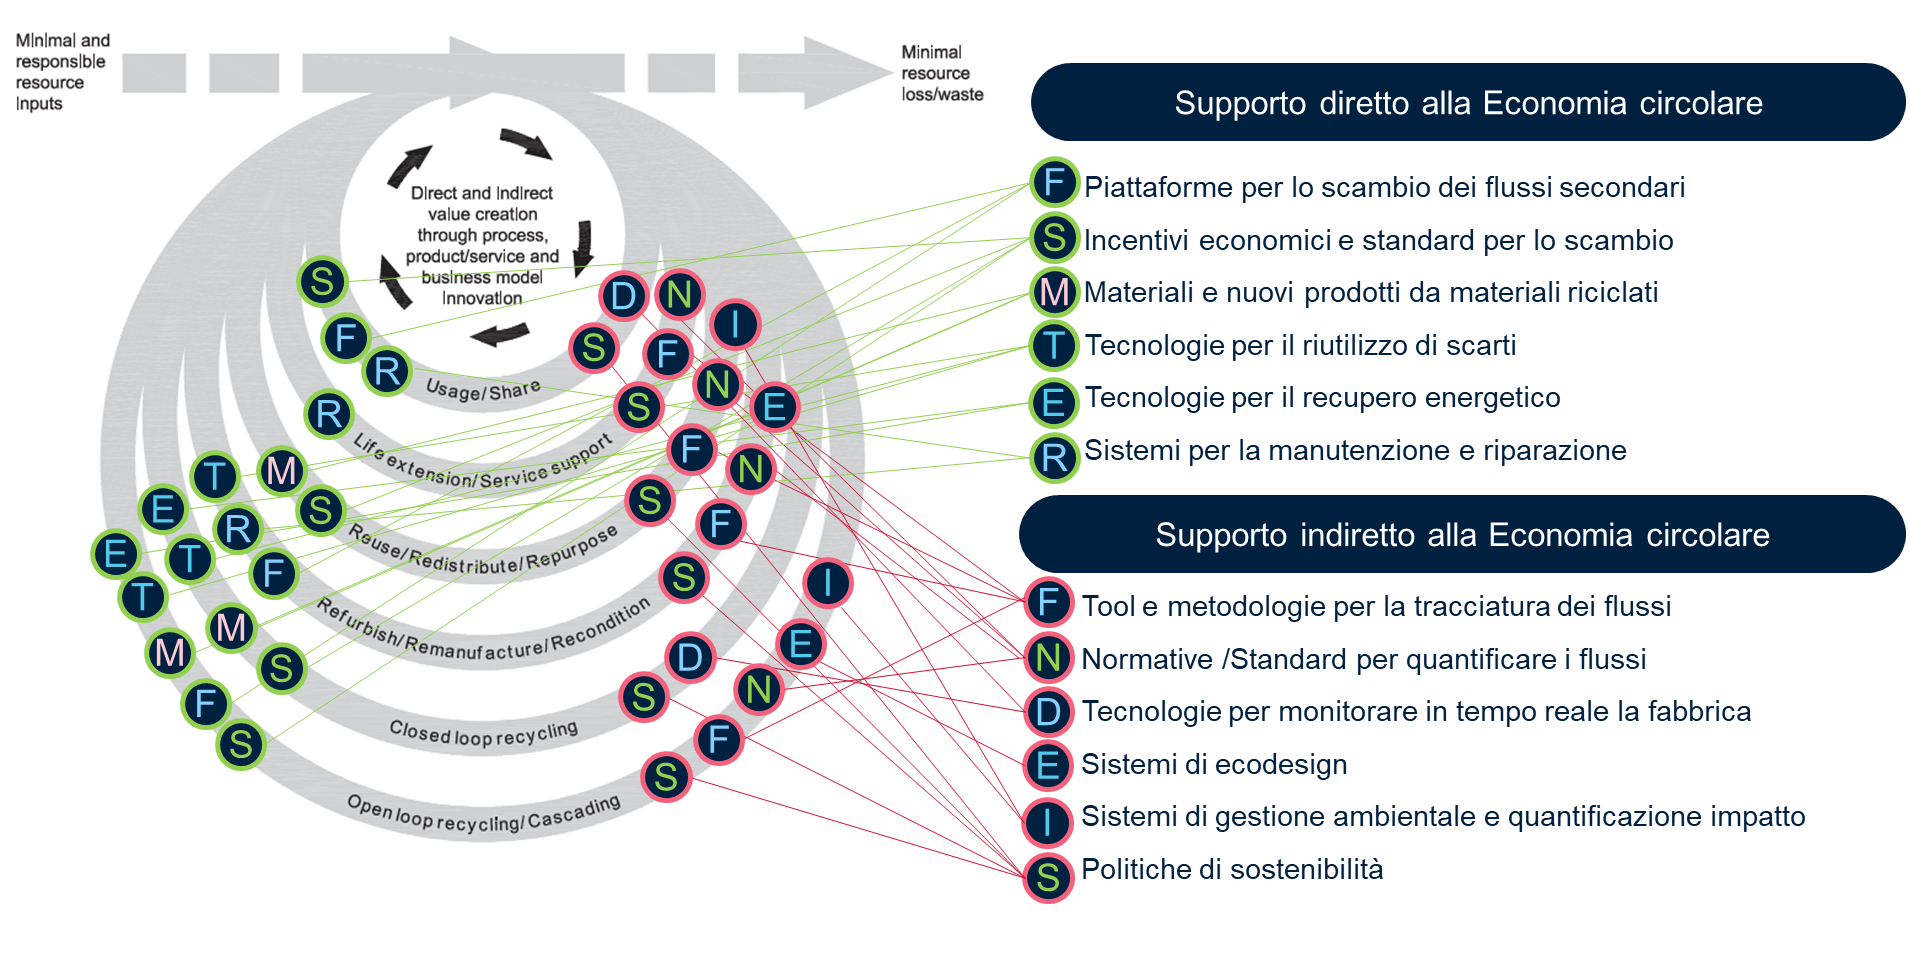 Minimal and
responsible
resource
inputs
Minimal
resource
loss/waste
Direct and indirect
value creation
through process,
product/service and
business model
innovation
Usage/Share
Life extension/Service support
Reuse/Redistribute/Repurpose
Refurbish/Remanufacture/Recondition
Closed loop recycling
Open loop recycling/Cascading
S
F
R
R
M
S
T
R
F
E
T
M
S
E
T
M
F
S
D
N
I
S
F
N
E
S
F
N
S
F
S
I
D
E
S
N
F
S
Supporto diretto alla Economia circolare
F Piattaforme per lo scambio dei flussi secondari
S Incentivi economici e standard per lo scambio
M Materiali e nuovi prodotti da materiali riciclati
T Tecnologie per il riutilizzo di scarti
E Tecnologie per il recupero energetico
R Sistemi per la manutenzione e riparazione
Supporto indiretto alla Economia circolare
F Tool e metodologie per la tracciatura dei flussi
N Normative /Standard per quantificare i flussi
D Tecnologie per monitorare in tempo reale la fabbrica
E Sistemi di ecodesign
I Sistemi di gestione ambientale e quantificazione impatto
S Politiche di sostenibilità